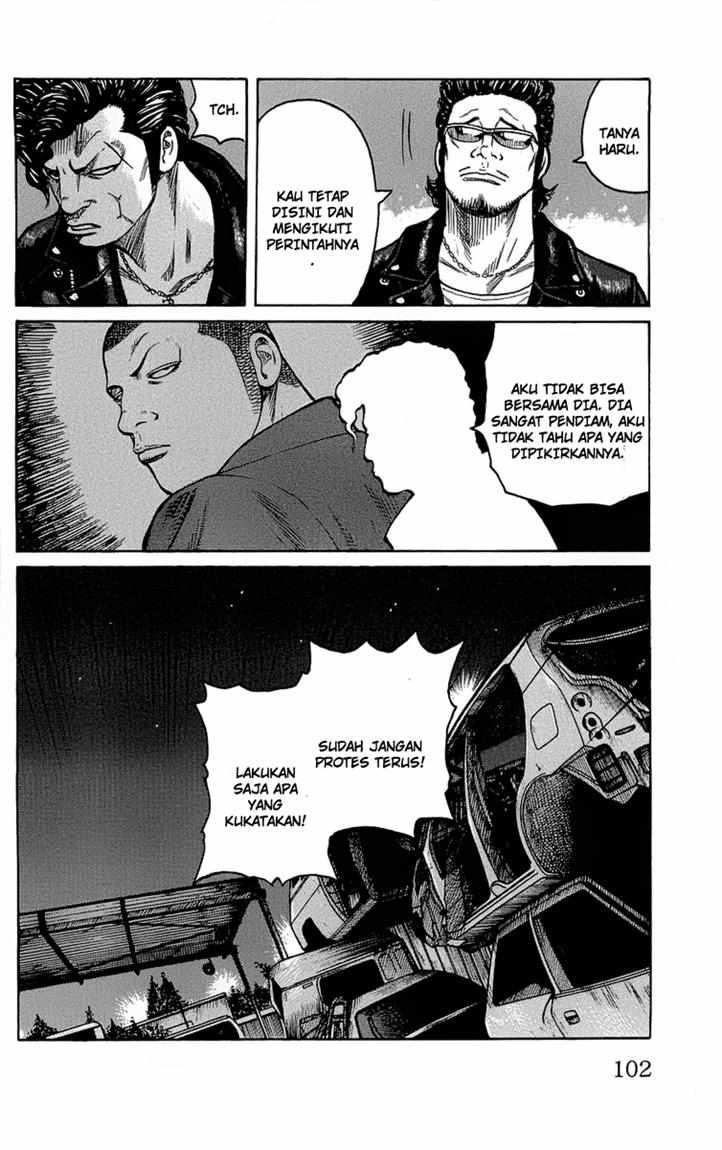 TANYA
HARU.
KAU TETAP
DISINI DAN
MENGIKUTI
PERINTAHNYA
.
TCH.
AKU TIDAK BISA
BERSAMA DIA. DIA
SANGAT PENDIAM, AKU
TIDAK TAHU APA YANG
DIPIKIRKANNYA.
SUDAH JANGAN
PROTES TERUS!
LAKUKAN
SAJA APA
YANG
KUKATAKAN!
102